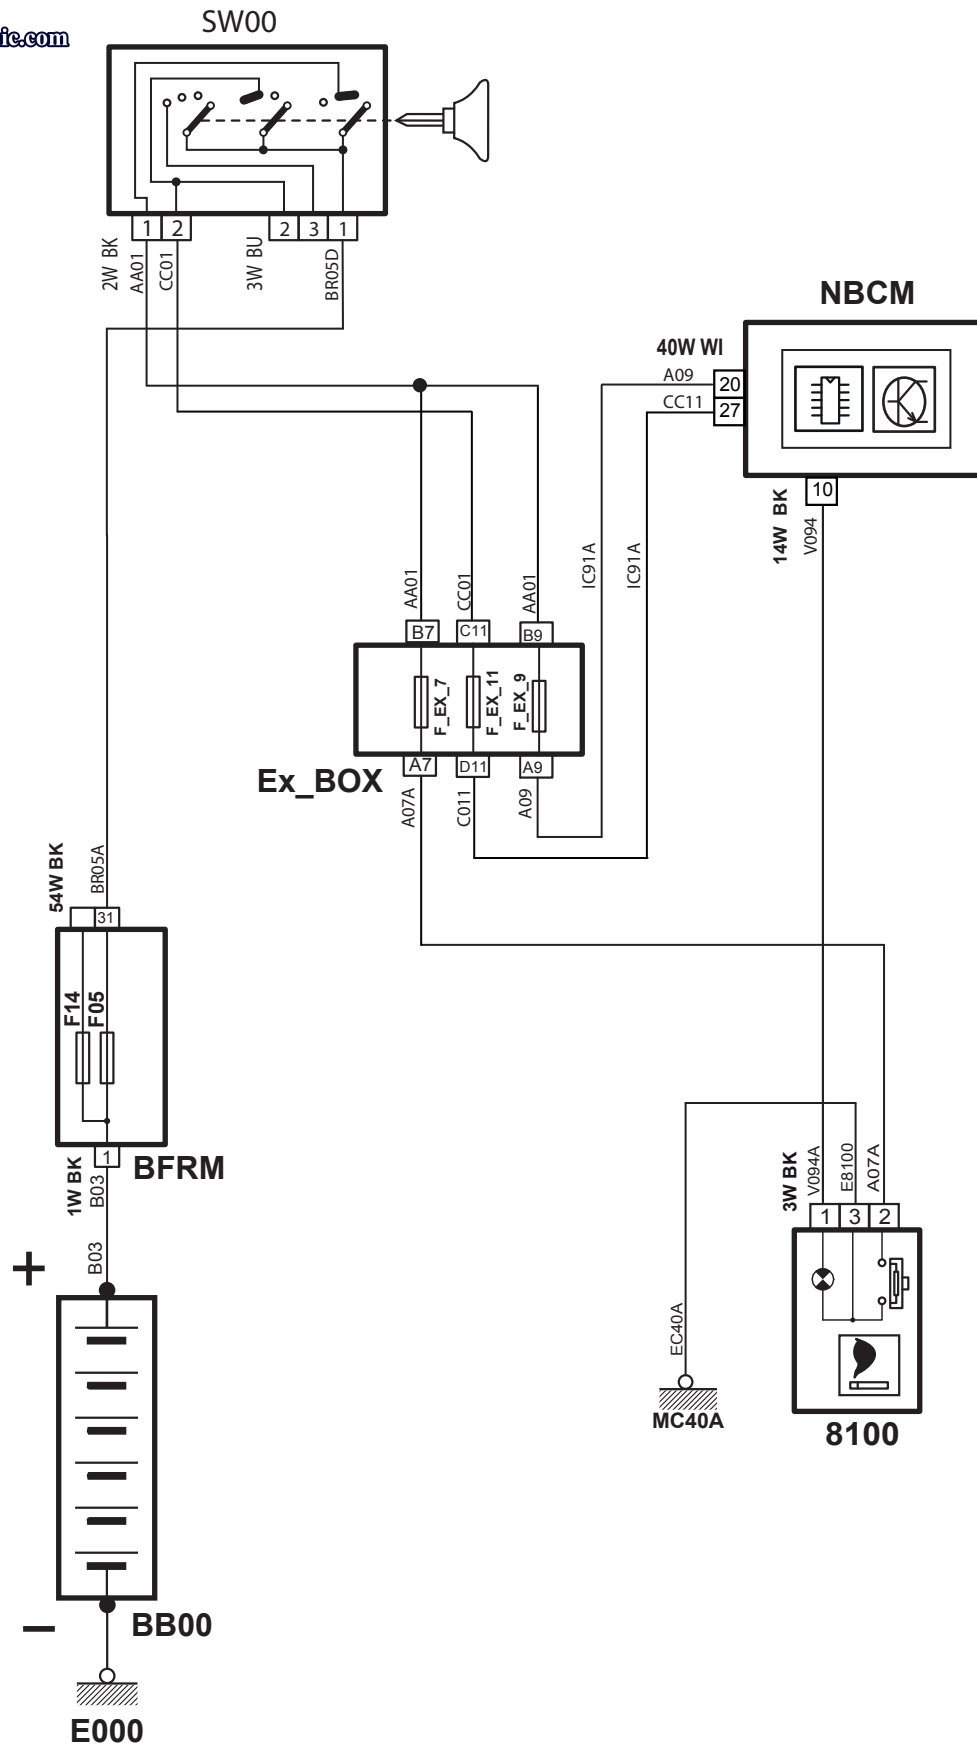 SW00
ic.com
1 2
2 3 1
2W BK
AA01
CC01
3W BU
BR05D
NBCM
40W WI
A09
20
CC11
27
10
14W BK
V094
IC91A
IC91A
AA01
CC01
AA01
B7
C11
B9
F_EX_7
F_EX_11
F_EX_9
A7
D11
A9
Ex_BOX
A07A
C011
A09
54W BK
BR05A
31
F14
F05
1
BFRM
1W BK
B03
B03
+
3W BK
V094A
E8100
A07A
1 3 2
EC40A
MC40A
8100
–
BB00
E000